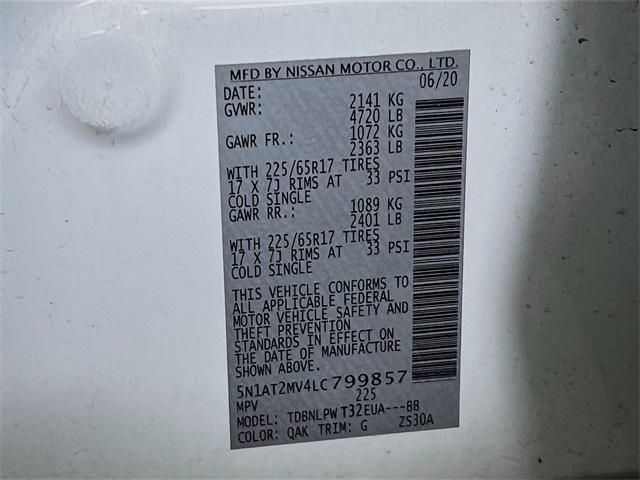 MFD BY NISSAN MOTOR CO., LTD.
DATE: 06/20
GVWR: 2141 KG
4720 LB
GAWR FR.: 1072 KG
2363 LB
WITH 225/65R17 TIRES
17 X 7J RIMS AT 33 PSI
COLD SINGLE
GAWR RR.: 1089 KG
2401 LB
WITH 225/65R17 TIRES
17 X 7J RIMS AT 33 PSI
COLD SINGLE
THIS VEHICLE CONFORMS TO
ALL APPLICABLE FEDERAL
MOTOR VEHICLE SAFETY AND
THEFT PREVENTION
STANDARDS IN EFFECT ON
THE DATE OF MANUFACTURE
5N1AT2MV4LC799857
MPV 225
MODEL: TDBNLPW T32EUA---BB
COLOR: QAK TRIM: G ZS30A